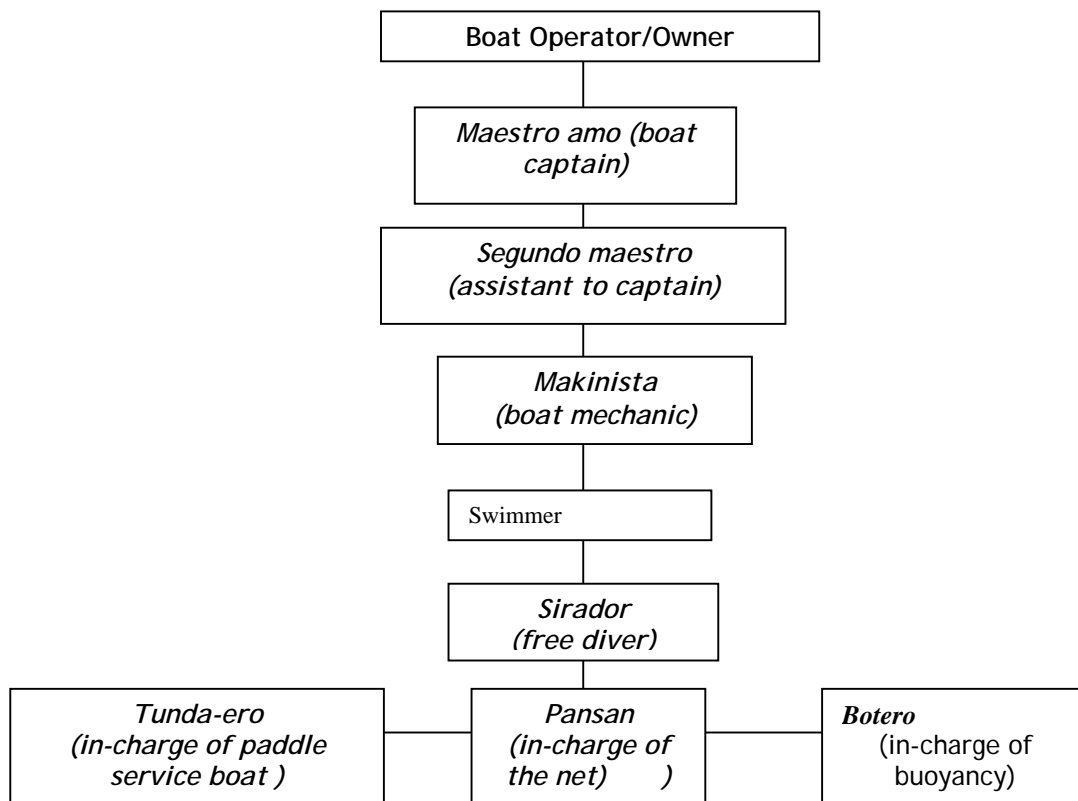 Boat Operator/Owner
Maestro amo (boat
captain)
Segundo maestro
(assistant to captain)
Makinista
(boat mechanic)
Swimmer
Sirador
(free diver)
Tunda-ero
(in-charge of paddle
service boat )
Pansan
(in-charge of
the net) )
Botero
(in-charge of
buoyancy)